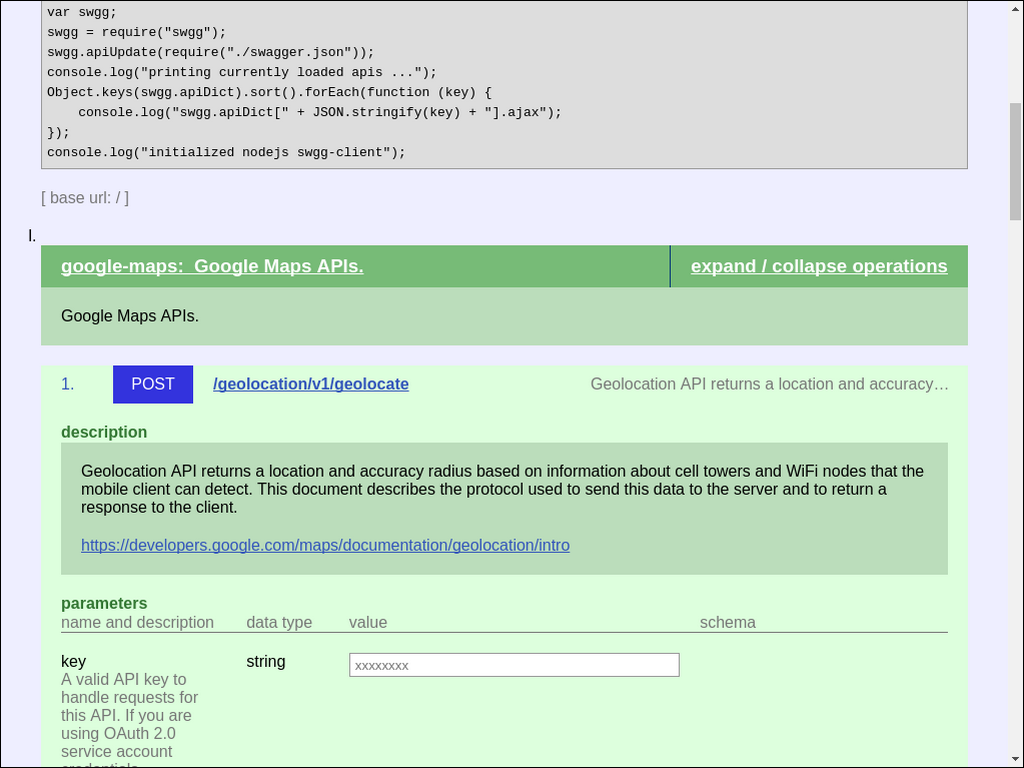 var swgg;
swgg = require("swgg");
swgg.apiUpdate(require("./swagger.json"));
console.log("printing currently loaded apis ...");
Object.keys(swgg.apiDict).sort().forEach(function (key) {
    console.log("swgg.apiDict[" + JSON.stringify(key) + "].ajax");
});
console.log("initialized nodejs swgg-client");
[ base url: / ]
I.
google-maps:  Google Maps APIs. expand / collapse operations
Google Maps APIs.
1. POST /geolocation/v1/geolocate Geolocation API returns a location and accuracy…
description
Geolocation API returns a location and accuracy radius based on information about cell towers and WiFi nodes that the
mobile client can detect. This document describes the protocol used to send this data to the server and to return a
response to the client.
https://developers.google.com/maps/documentation/geolocation/intro
parameters
name and description data type value schema
key string xxxxxxxx
A valid API key to
handle requests for
this API. If you are
using OAuth 2.0
service account
credentials